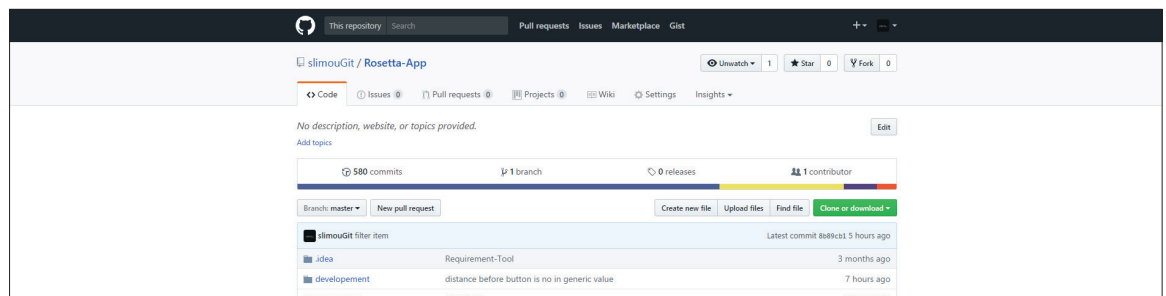 This repository Search Pull requests Issues Marketplace Gist
slimouGit / Rosetta-App Unwatch 1 Star 0 Fork 0
Code Issues 0 Pull requests 0 Projects 0 Wiki Settings Insights
No description, website, or topics provided. Edit
Add topics
580 commits 1 branch 0 releases 1 contributor
Branch: master New pull request Create new file Upload files Find file Clone or download
slimouGit filter item Latest commit 8b89cb1 5 hours ago
.idea Requirement-Tool 3 months ago
developement distance before button is no in generic value 7 hours ago